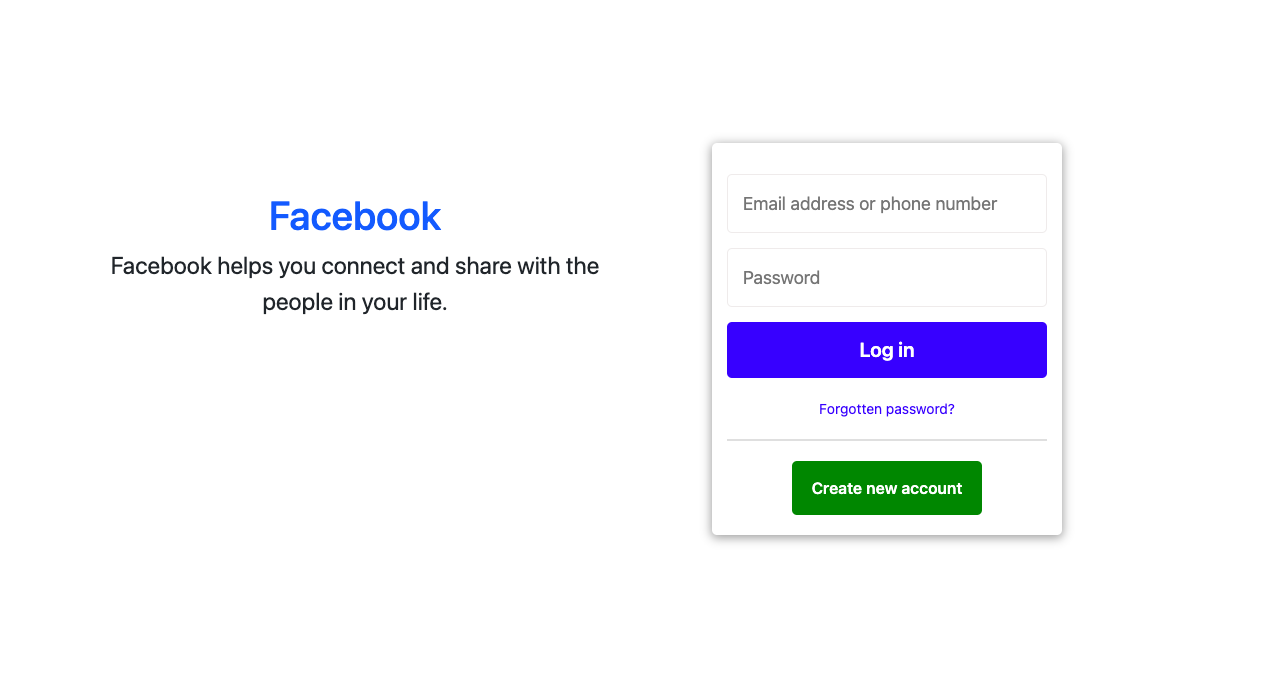 Facebook
Facebook helps you connect and share with the
people in your life.
Email address or phone number
Password
Log in
Forgotten password?
Create new account